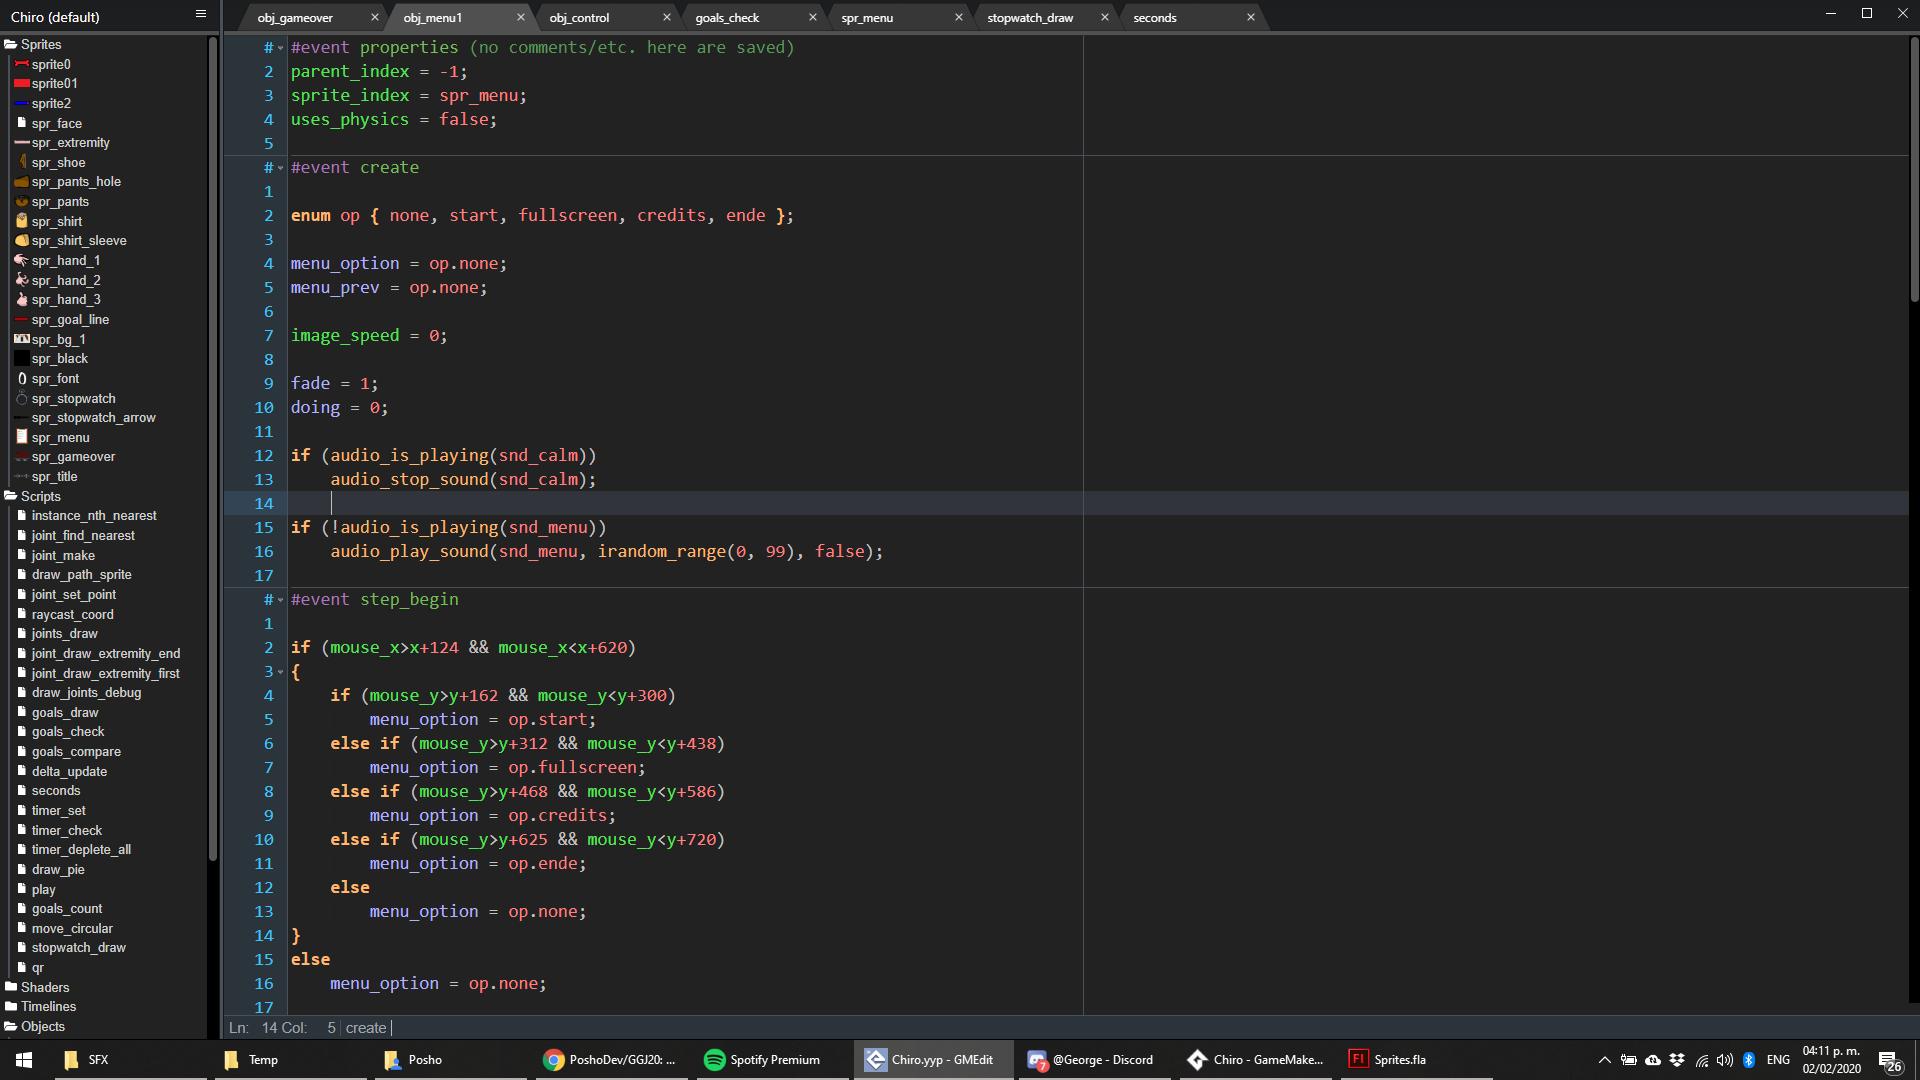 Chiro (default)
obj_gameover
obj_menu1
obj_control
goals_check
spr_menu
stopwatch_draw
seconds
Sprites
sprite0
sprite01
sprite2
spr_face
spr_extremity
spr_shoe
spr_pants_hole
spr_pants
spr_shirt
spr_shirt_sleeve
spr_hand_1
spr_hand_2
spr_hand_3
spr_goal_line
spr_bg_1
spr_black
spr_font
spr_stopwatch
spr_stopwatch_arrow
spr_menu
spr_gameover
spr_title
Scripts
instance_nth_nearest
joint_find_nearest
joint_make
draw_path_sprite
joint_set_point
raycast_coord
joints_draw
joint_draw_extremity_end
joint_draw_extremity_first
draw_joints_debug
goals_draw
goals_check
goals_compare
delta_update
seconds
timer_set
timer_check
timer_deplete_all
draw_pie
play
goals_count
move_circular
stopwatch_draw
qr
Shaders
Timelines
Objects
# #event properties (no comments/etc. here are saved)
2 parent_index = -1;
3 sprite_index = spr_menu;
4 uses_physics = false;
5
# #event create
1
2 enum op { none, start, fullscreen, credits, ende };
3
4 menu_option = op.none;
5 menu_prev = op.none;
6
7 image_speed = 0;
8
9 fade = 1;
10 doing = 0;
11
12 if (audio_is_playing(snd_calm))
13 audio_stop_sound(snd_calm);
14
15 if (!audio_is_playing(snd_menu))
16 audio_play_sound(snd_menu, irandom_range(0, 99), false);
17
# #event step_begin
1
2 if (mouse_x>x+124 && mouse_x<x+620)
3 {
4 if (mouse_y>y+162 && mouse_y<y+300)
5 menu_option = op.start;
6 else if (mouse_y>y+312 && mouse_y<y+438)
7 menu_option = op.fullscreen;
8 else if (mouse_y>y+468 && mouse_y<y+586)
9 menu_option = op.credits;
10 else if (mouse_y>y+625 && mouse_y<y+720)
11 menu_option = op.ende;
12 else
13 menu_option = op.none;
14 }
15 else
16 menu_option = op.none;
17
Ln: 14 Col: 5 create
SFX
Temp
Posho
PoshoDev/GGJ20: ...
Spotify Premium
Chiro.yyp - GMEdit
7
@George - Discord
Chiro - GameMake...
Fl
Sprites.fla
ENG
04:11 p. m.
02/02/2020
26